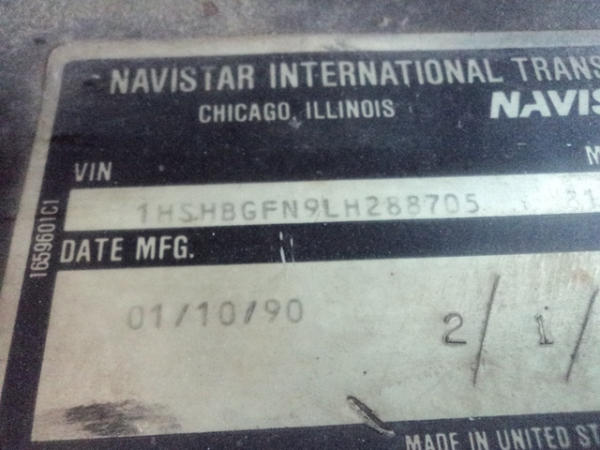 NAVISTAR INTERNATIONAL TRANS
CHICAGO, ILLINOIS NAVIS
VIN M
1HSHBGFN9LH288705 81
DATE MFG.
01/10/90 2/1/
1659601C1
MADE IN UNITED ST